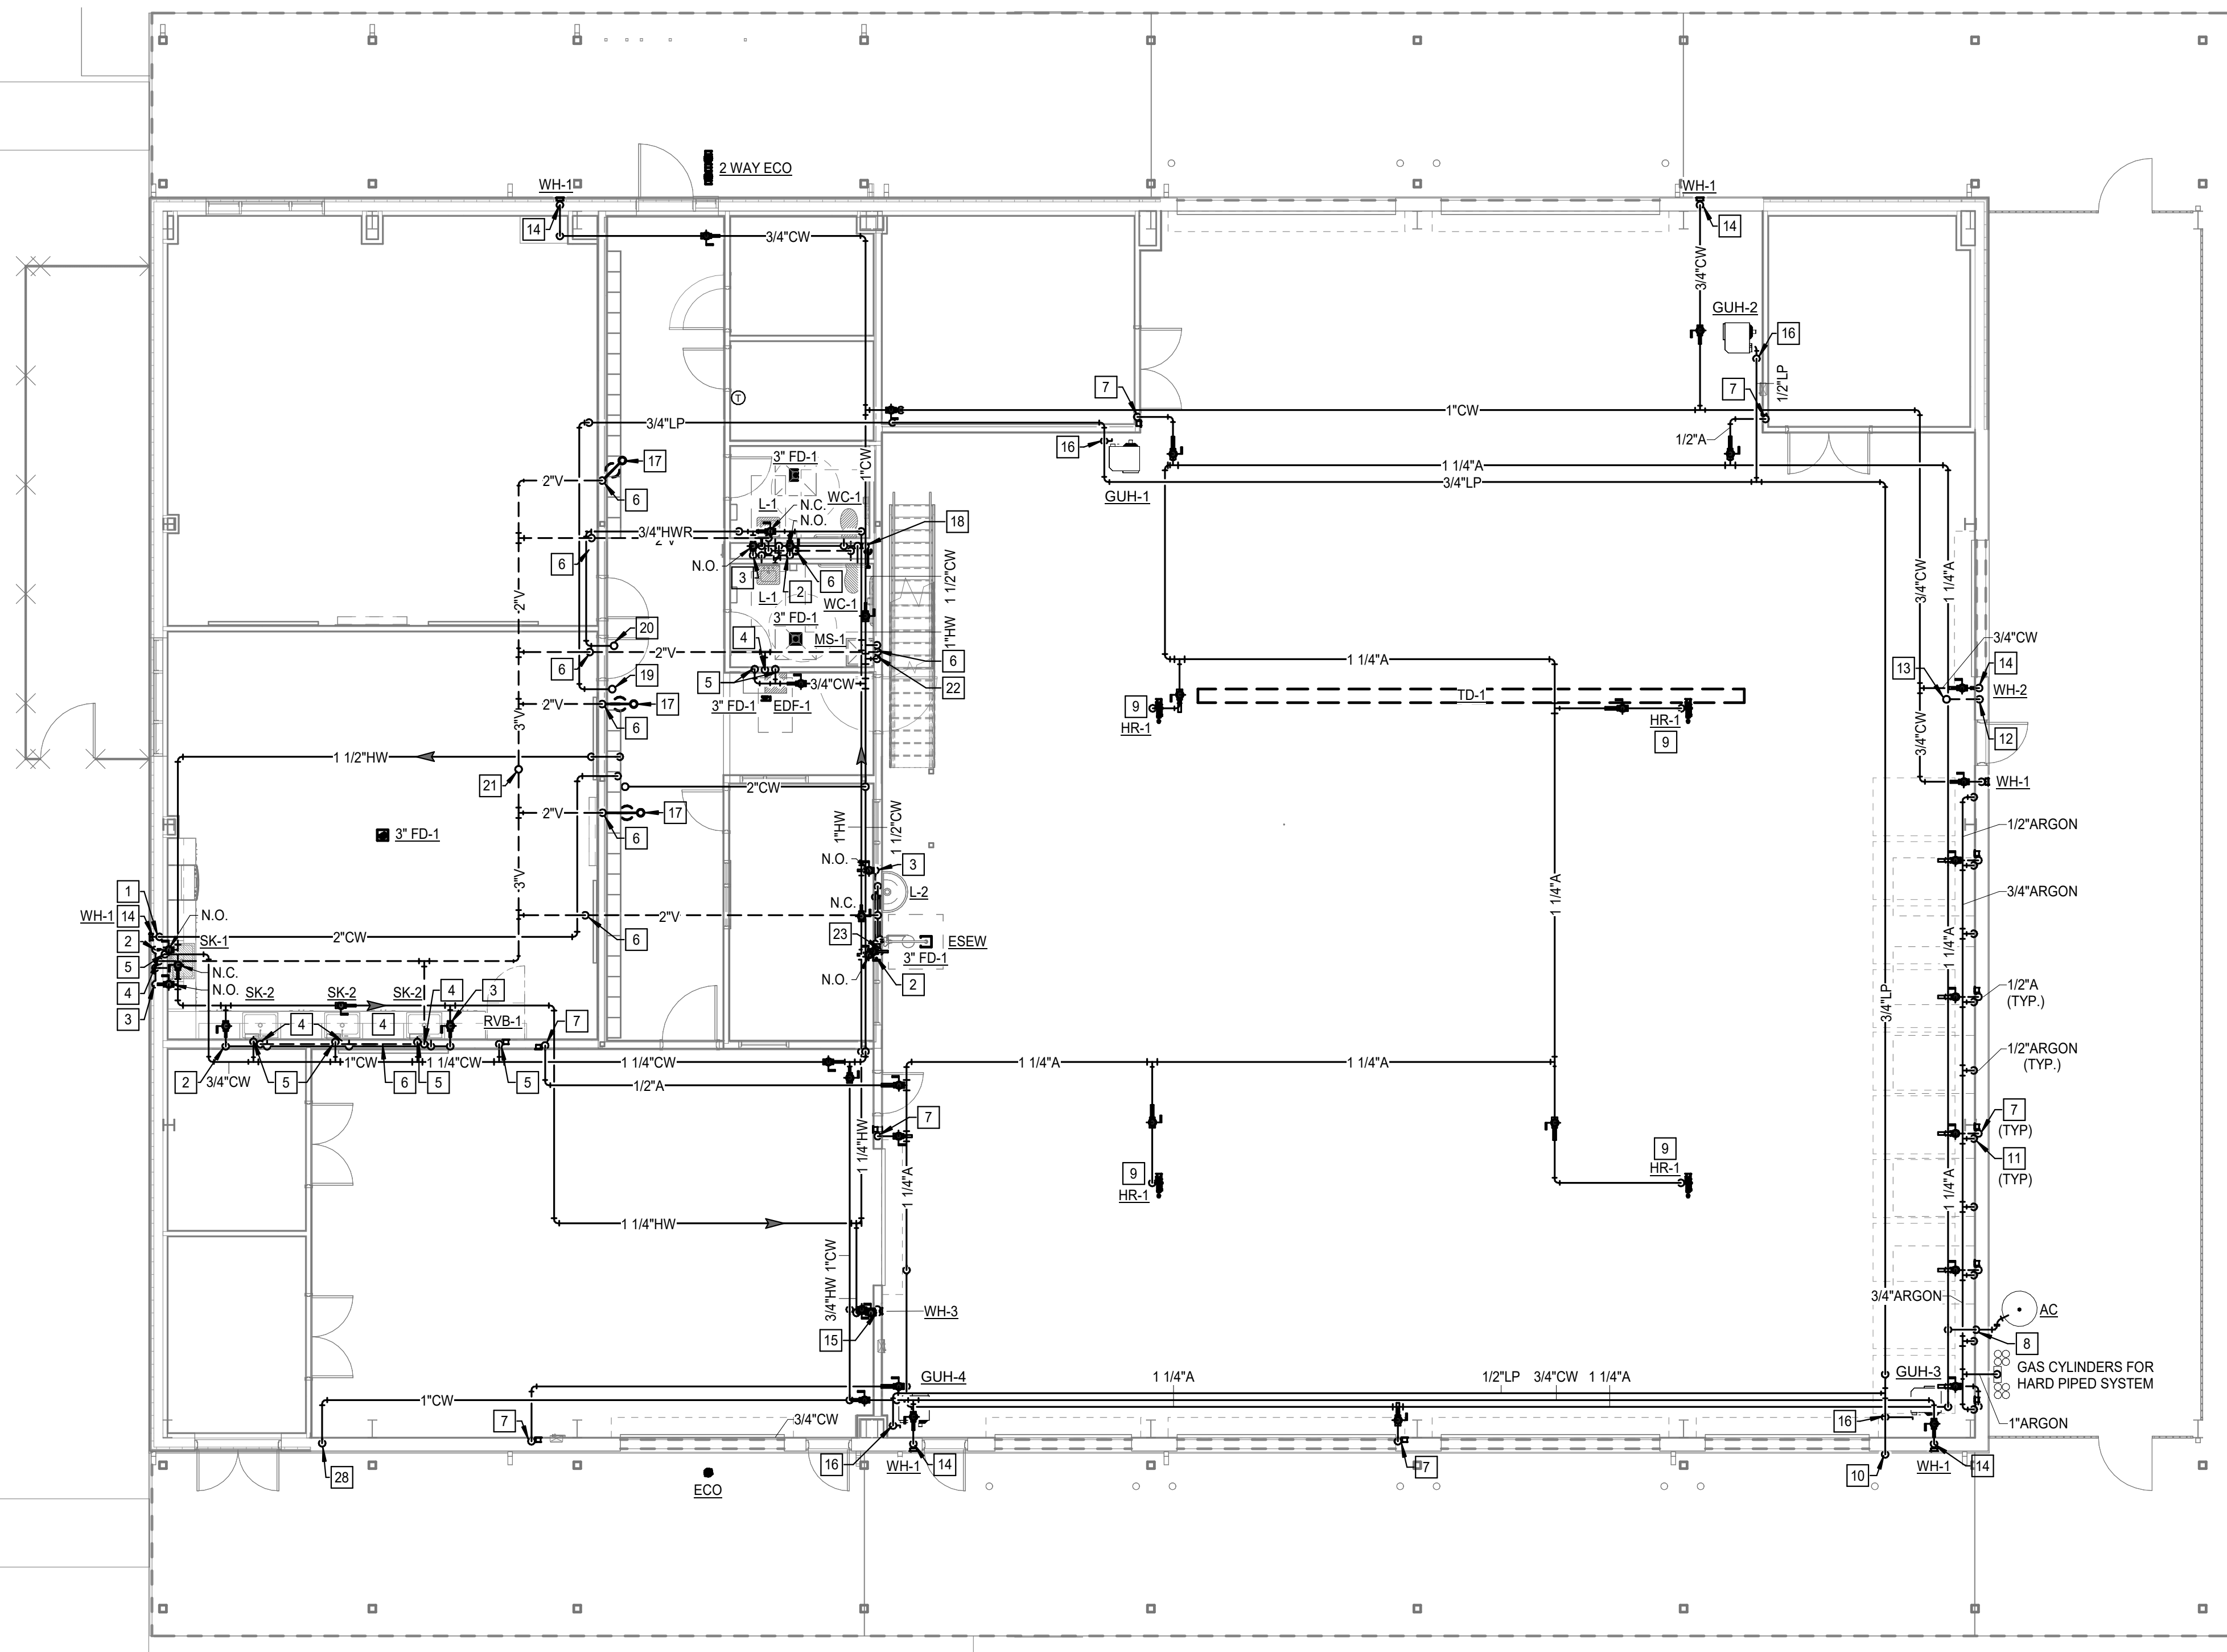 2 WAY ECO
WH-1
14
3/4"CW
WH-1
14
3/4"CW
GUH-2
16
1/2"LP
7
7
T
3/4"LP
1"CW
16
1/2"A
GUH-1
1 1/4"A
3/4"LP
17
2"V
6
3" FD-1
1"CW
L-1
WC-1
N.C.
N.O.
18
3/4"HWR
2"V
6
N.O.
3
2
6
L-1
WC-1
1 1/2"CW
1"HW
3" FD-1
MS-1
4
2"V
20
6
2"V
6
22
19
5
3/4"CW
3" FD-1
EDF-1
2"V
17
6
3"V
1 1/2"HW
21
2"CW
2"V
17
6
3" FD-1
1"HW
1 1/2"CW
N.O.
3
L-2
N.C.
3"V
2"V
6
23
ESEW
3" FD-1
N.O.
2
1
WH-1
14
N.O.
2
SK-1
2"CW
5
4
N.C.
N.O.
3
SK-2
SK-2
SK-2
4
4
4
3
RVB-1
7
2
3/4"CW
5
1"CW
6
1 1/4"CW
5
5
1 1/4"CW
1/2"A
7
1 1/4"HW
1 1/4"A
1 1/4"HW
3/4"HW
1"CW
WH-3
15
1 1/4"A
TD-1
9
HR-1
HR-1
9
1 1/4"A
1 1/4"A
1 1/4"A
9
HR-1
9
HR-1
3/4"CW
1 1/4"A
3/4"CW
13
14
WH-2
12
3/4"CW
WH-1
1/2"ARGON
3/4"ARGON
1 1/4"A
1/2"A
(TYP.)
3/4"LP
1/2"ARGON
(TYP.)
7
(TYP)
11
(TYP)
1 1/4"A
3/4"ARGON
AC
8
GAS CYLINDERS FOR
HARD PIPED SYSTEM
1"ARGON
GUH-3
16
GUH-4
1 1/4"A
1/2"LP
3/4"CW
1 1/4"A
1"CW
7
3/4"CW
28
ECO
16
WH-1
14
7
10
WH-1
14